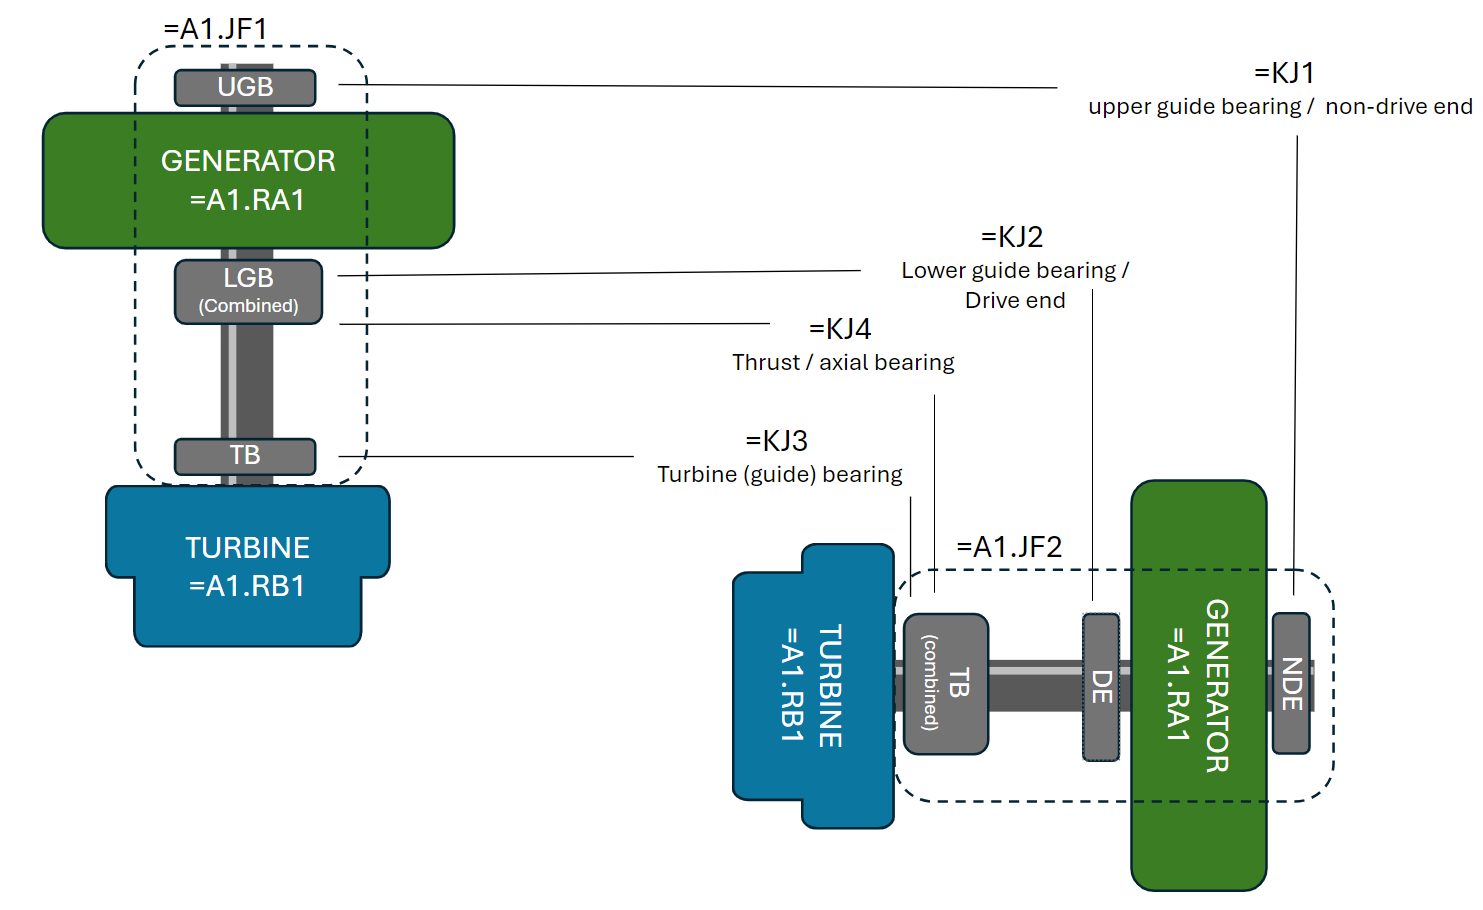 =A1.JF1
UGB
GENERATOR
=A1.RA1
LGB
(Combined)
TB
TURBINE
=A1.RB1
=KJ1
upper guide bearing / non-drive end
=KJ2
Lower guide bearing /
Drive end
=KJ4
Thrust / axial bearing
=KJ3
Turbine (guide) bearing
=A1.JF2
TURBINE
=A1.RB1
TB
(combined)
DE
GENERATOR
=A1.RA1
NDE